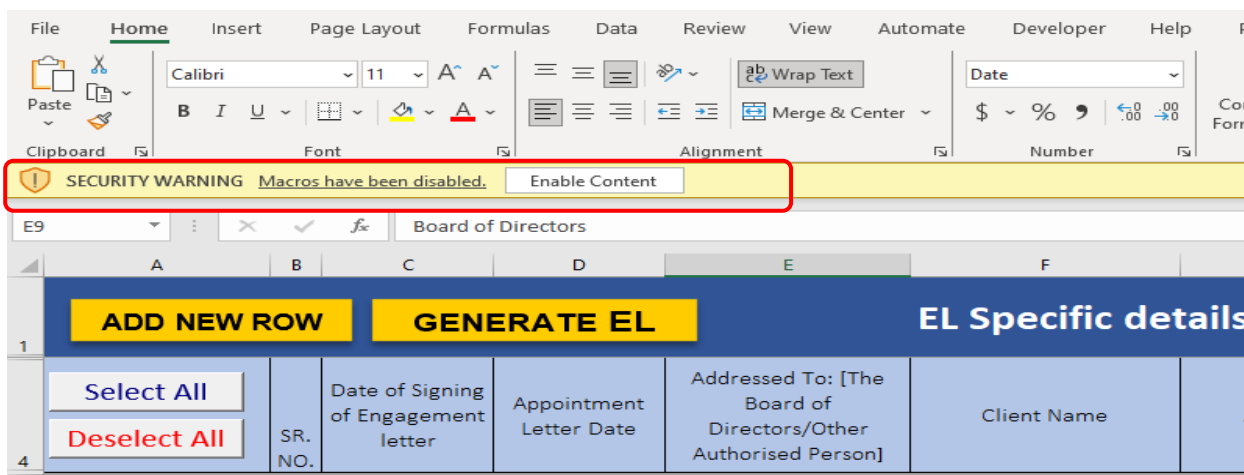 File Home Insert Page Layout Formulas Data Review View Automate Developer Help
Calibri 11 A A ab Wrap Text Date
Paste B I U A Merge & Center $ % 9 .00
Clipboard Font Alignment Number
SECURITY WARNING Macros have been disabled. Enable Content
E9 fx Board of Directors
A B C D E F
1 ADD NEW ROW GENERATE EL EL Specific details
Select All
Deselect All
SR.
NO.
Date of Signing
of Engagement
letter
Appointment
Letter Date
Addressed To: [The
Board of
Directors/Other
Authorised Person]
Client Name
4